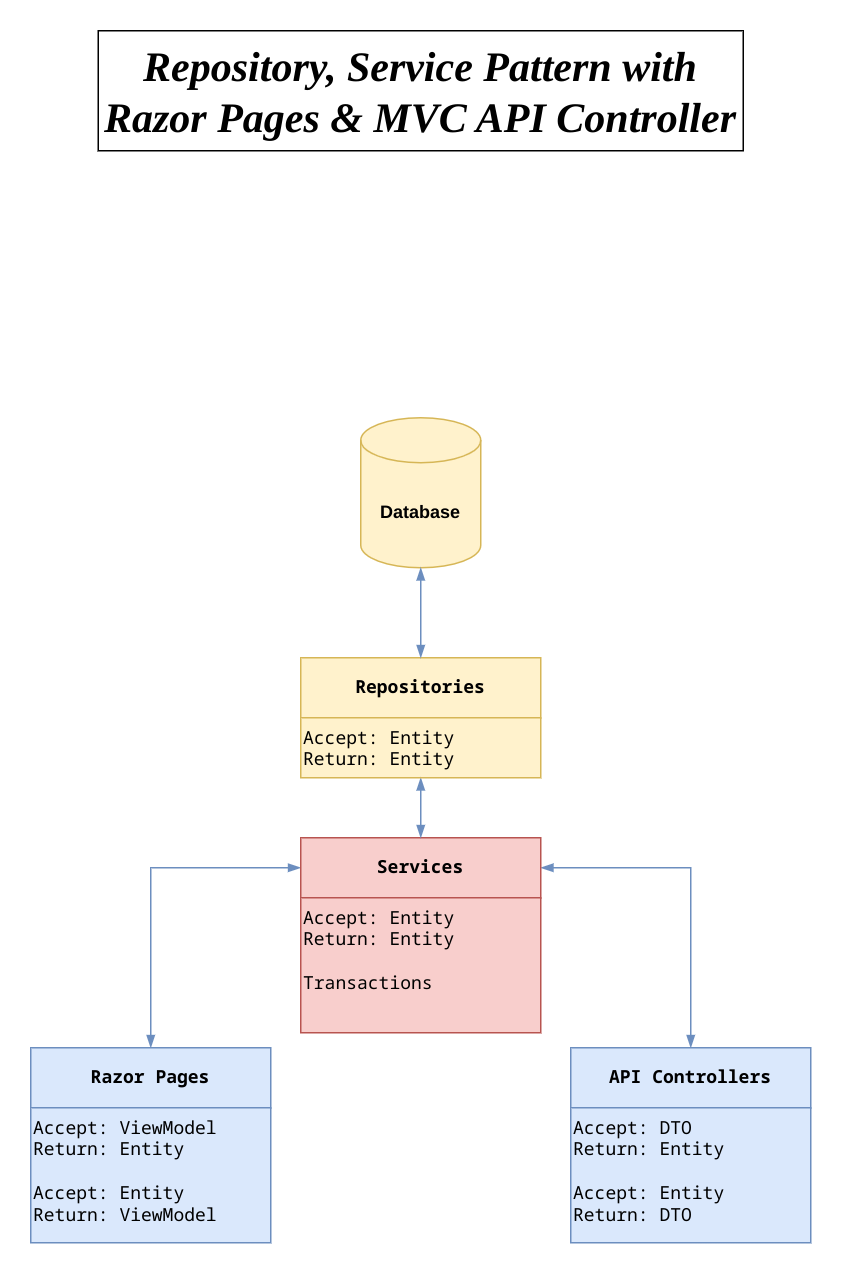 Repository, Service Pattern with
Razor Pages & MVC API Controller
Database
Repositories
Accept: Entity
Return: Entity
Services
Accept: Entity
Return: Entity
Transactions
Razor Pages
Accept: ViewModel
Return: Entity
Accept: Entity
Return: ViewModel
API Controllers
Accept: DTO
Return: Entity
Accept: Entity
Return: DTO